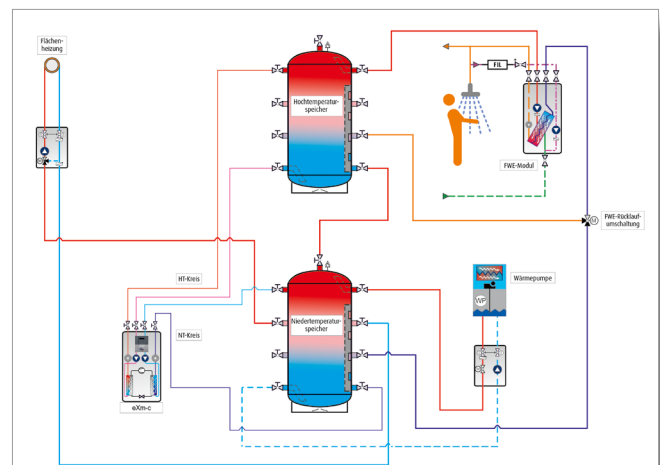 Flächen-
heizung
Hochtemperatur-
speicher
FIL
FWE-Modul
FWE-Rücklauf-
umschaltung
M
HT-Kreis
NT-Kreis
Niedertemperatur-
speicher
Wärmepumpe
WP
eXm-c